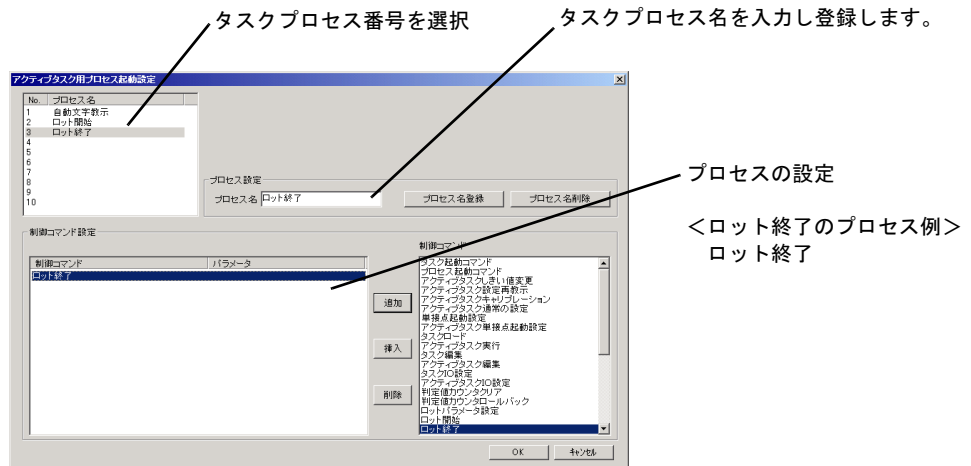 タスクプロセス番号を選択
タスクプロセス名を入力し登録します。
アクティブタスク用プロセス起動設定
No. プロセス名
1 自動文字教示
2 ロット開始
3 ロット終了
4
5
6
7
8
9
10
プロセス設定
プロセス名 ロット終了
プロセス名登録
プロセス名削除
プロセスの設定
<ロット終了のプロセス例>
ロット終了
制御コマンド設定
制御コマンド パラメータ
ロット終了
追加
挿入
削除
制御コマンド
タスク起動コマンド
プロセス起動コマンド
アクティブタスクしきい値変更
アクティブタスク設定再教示
アクティブタスクキャリブレーション
アクティブタスク通常の設定
単接点起動設定
アクティブタスク単接点起動設定
タスクロード
アクティブタスク実行
タスク編集
アクティブタスク編集
タスクIO設定
アクティブタスクIO設定
判定値カウンタクリア
判定値カウンタロールバック
ロットパラメータ設定
ロット開始
ロット終了
OK
キャンセル